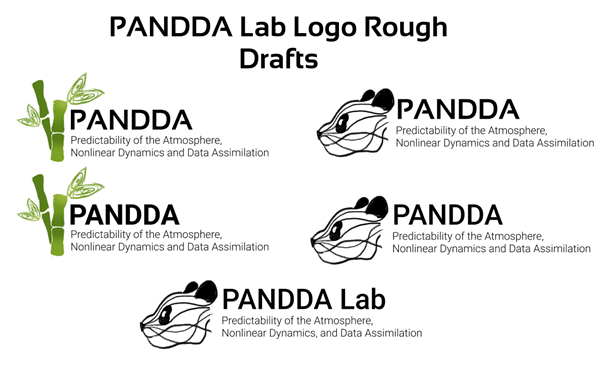 PANDDA Lab Logo Rough
Drafts
PANDDA
Predictability of the Atmosphere,
Nonlinear Dynamics and Data Assimilation
PANDDA
Predictability of the Atmosphere,
Nonlinear Dynamics and Data Assimilation
PANDDA
Predictability of the Atmosphere,
Nonlinear Dynamics and Data Assimilation
PANDDA
Predictability of the Atmosphere,
Nonlinear Dynamics and Data Assimilation
PANDDA Lab
Predictability of the Atmosphere,
Nonlinear Dynamics, and Data Assimilation